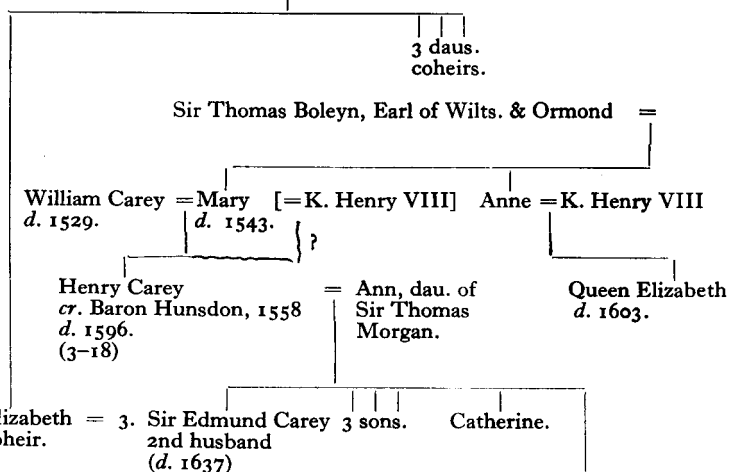 3 daus.
coheirs.
Sir Thomas Boleyn, Earl of Wilts. & Ormond =
William Carey = Mary [= K. Henry VIII] Anne = K. Henry VIII
d. 1529. d. 1543.
?
Henry Carey = Ann, dau. of Queen Elizabeth
cr. Baron Hunsdon, 1558 Sir Thomas d. 1603.
d. 1596. Morgan.
(3–18)
lizabeth = 3. Sir Edmund Carey 3 sons. Catherine.
oheir. 2nd husband
(d. 1637)